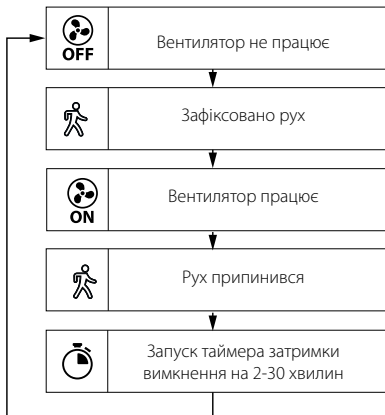 OFF
Вентилятор не працює
Зафіксовано рух
ON
Вентилятор працює
Рух припинився
Запуск таймера затримки
вимкнення на 2-30 хвилин